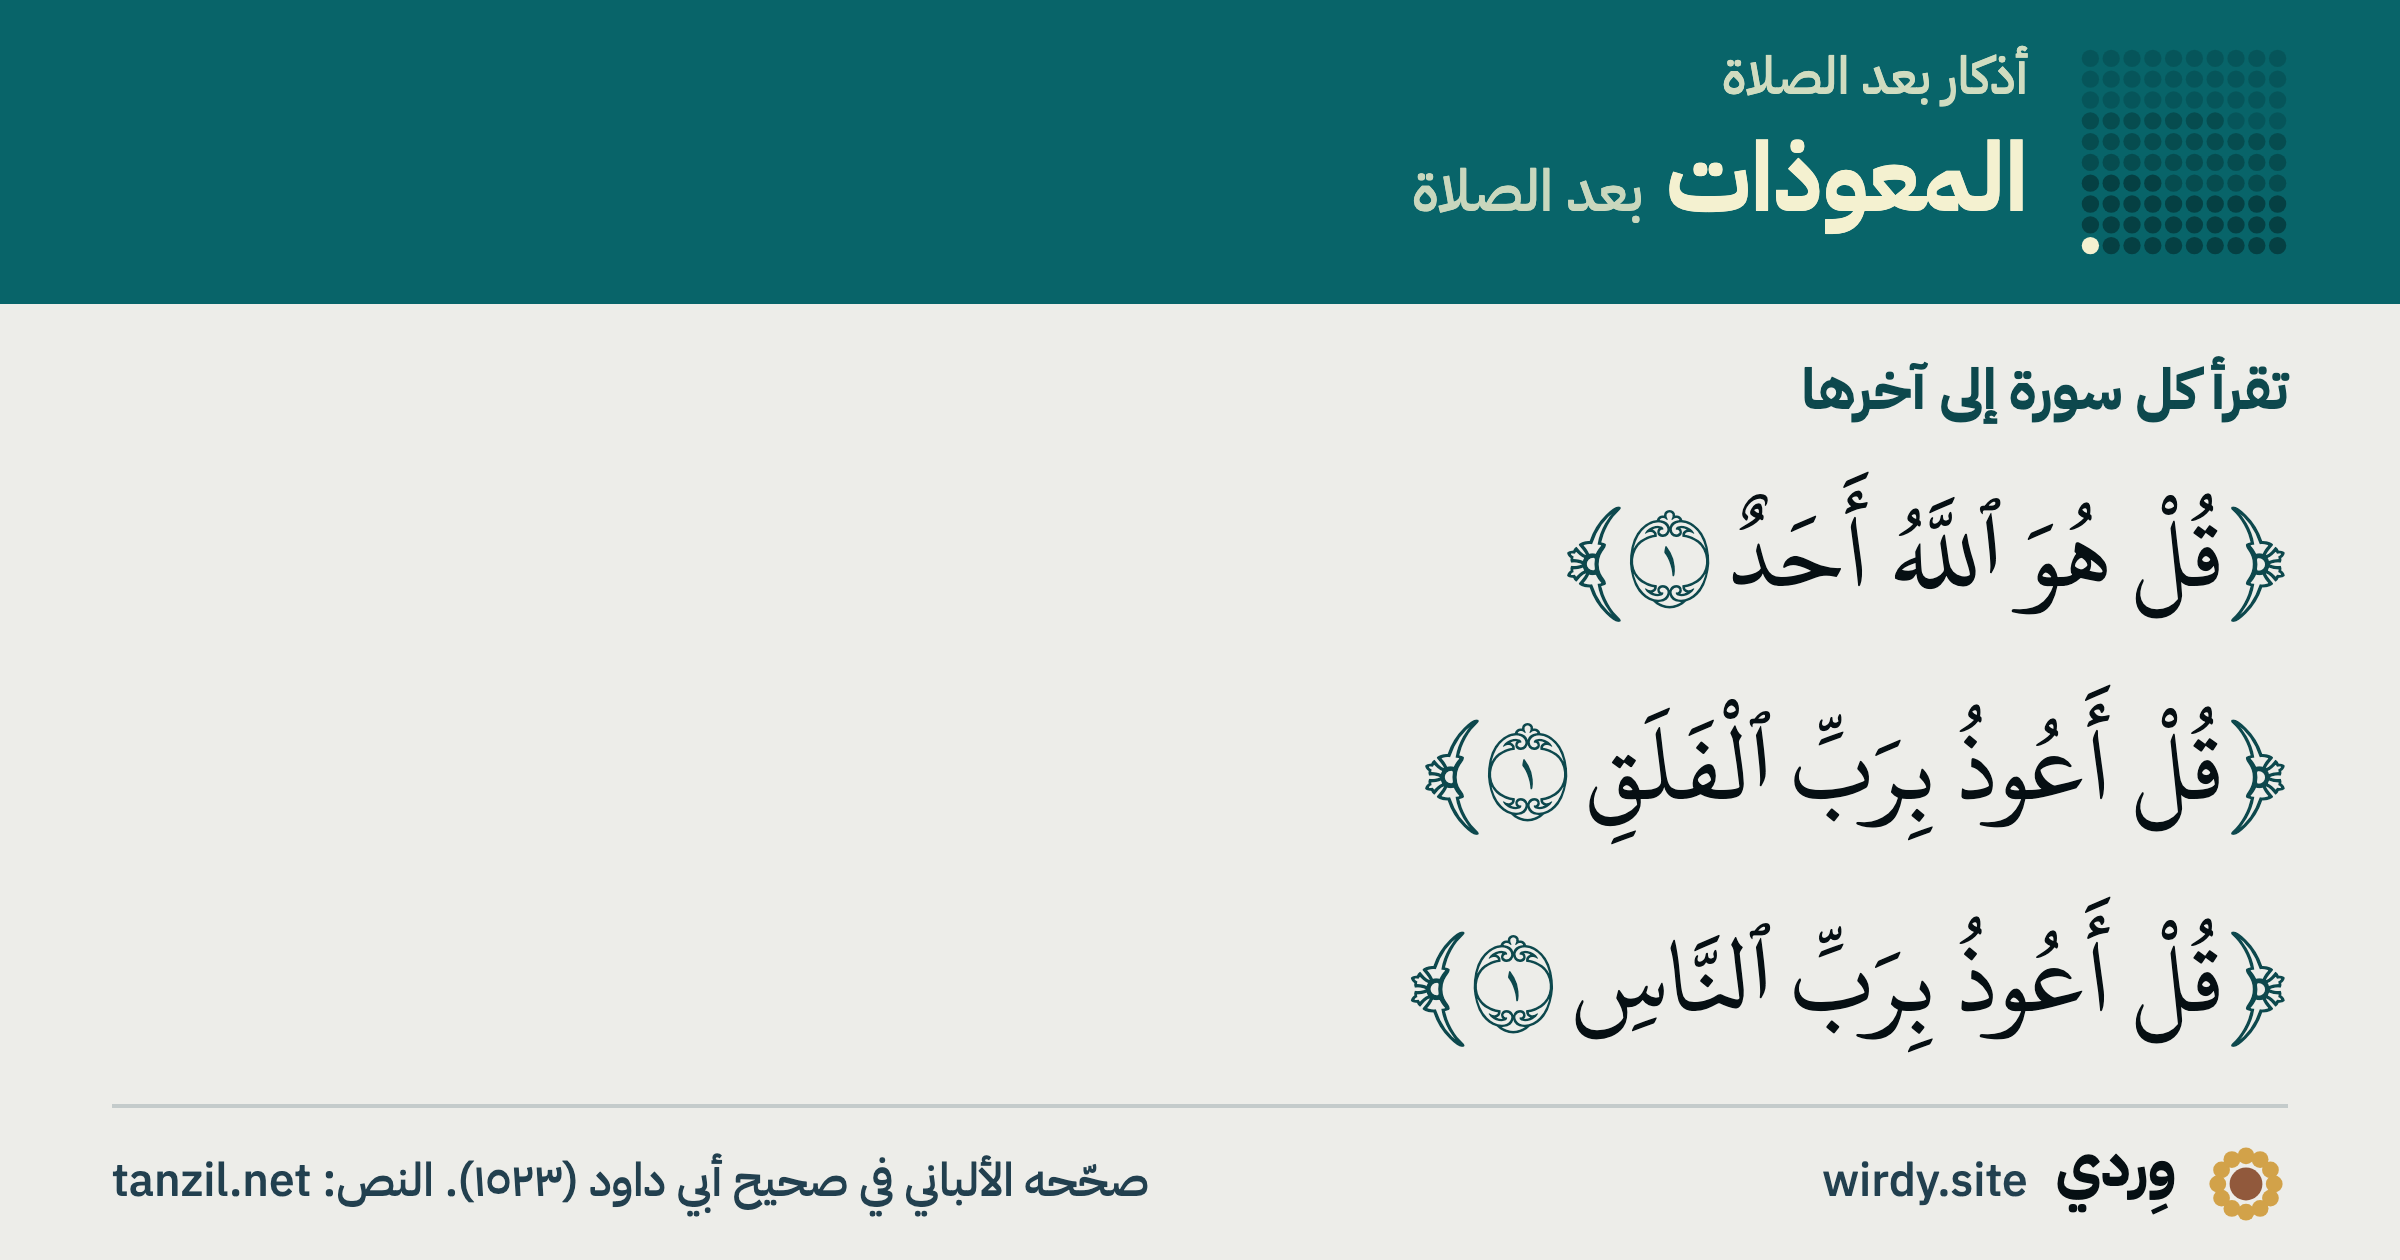 أذكار بعد الصلاة
المعوذات بعد الصلاة
تقرأ كل سورة إلى آخرها
﴿قُلْ هُوَ ٱللَّهُ أَحَدٌ ١﴾
﴿قُلْ أَعُوذُ بِرَبِّ ٱلْفَلَقِ ١﴾
﴿قُلْ أَعُوذُ بِرَبِّ ٱلنَّاسِ ١﴾
وِردي wirdy.site
صحّحه الألباني في صحيح أبي داود (١٥٢٣). النص: tanzil.net